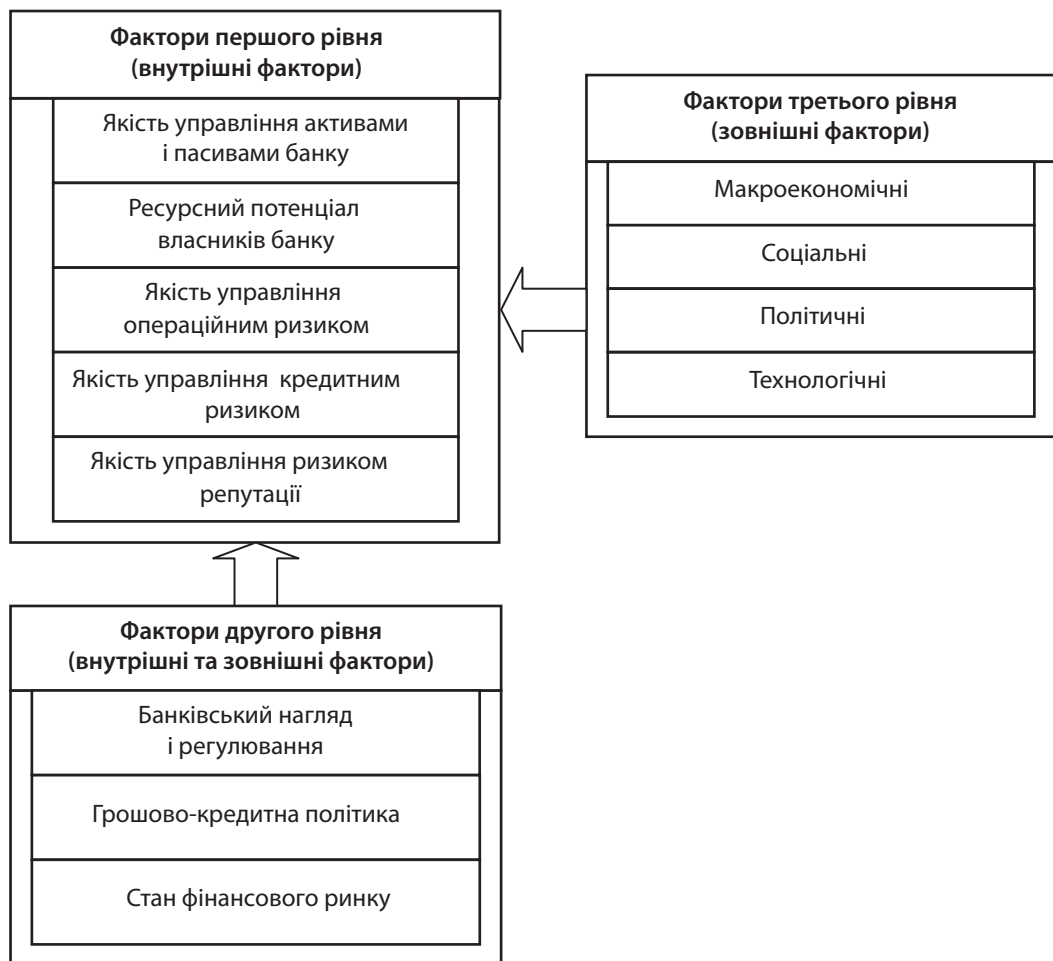 Фактори першого рівня
(внутрішні фактори)
Якість управління активами
і пасивами банку
Ресурсний потенціал
власників банку
Якість управління
операційним ризиком
Якість управління кредитним
ризиком
Якість управління ризиком
репутації
Фактори третього рівня
(зовнішні фактори)
Макроекономічні
Соціальні
Політичні
Технологічні
Фактори другого рівня
(внутрішні та зовнішні фактори)
Банківський нагляд
і регулювання
Грошово-кредитна політика
Стан фінансового ринку